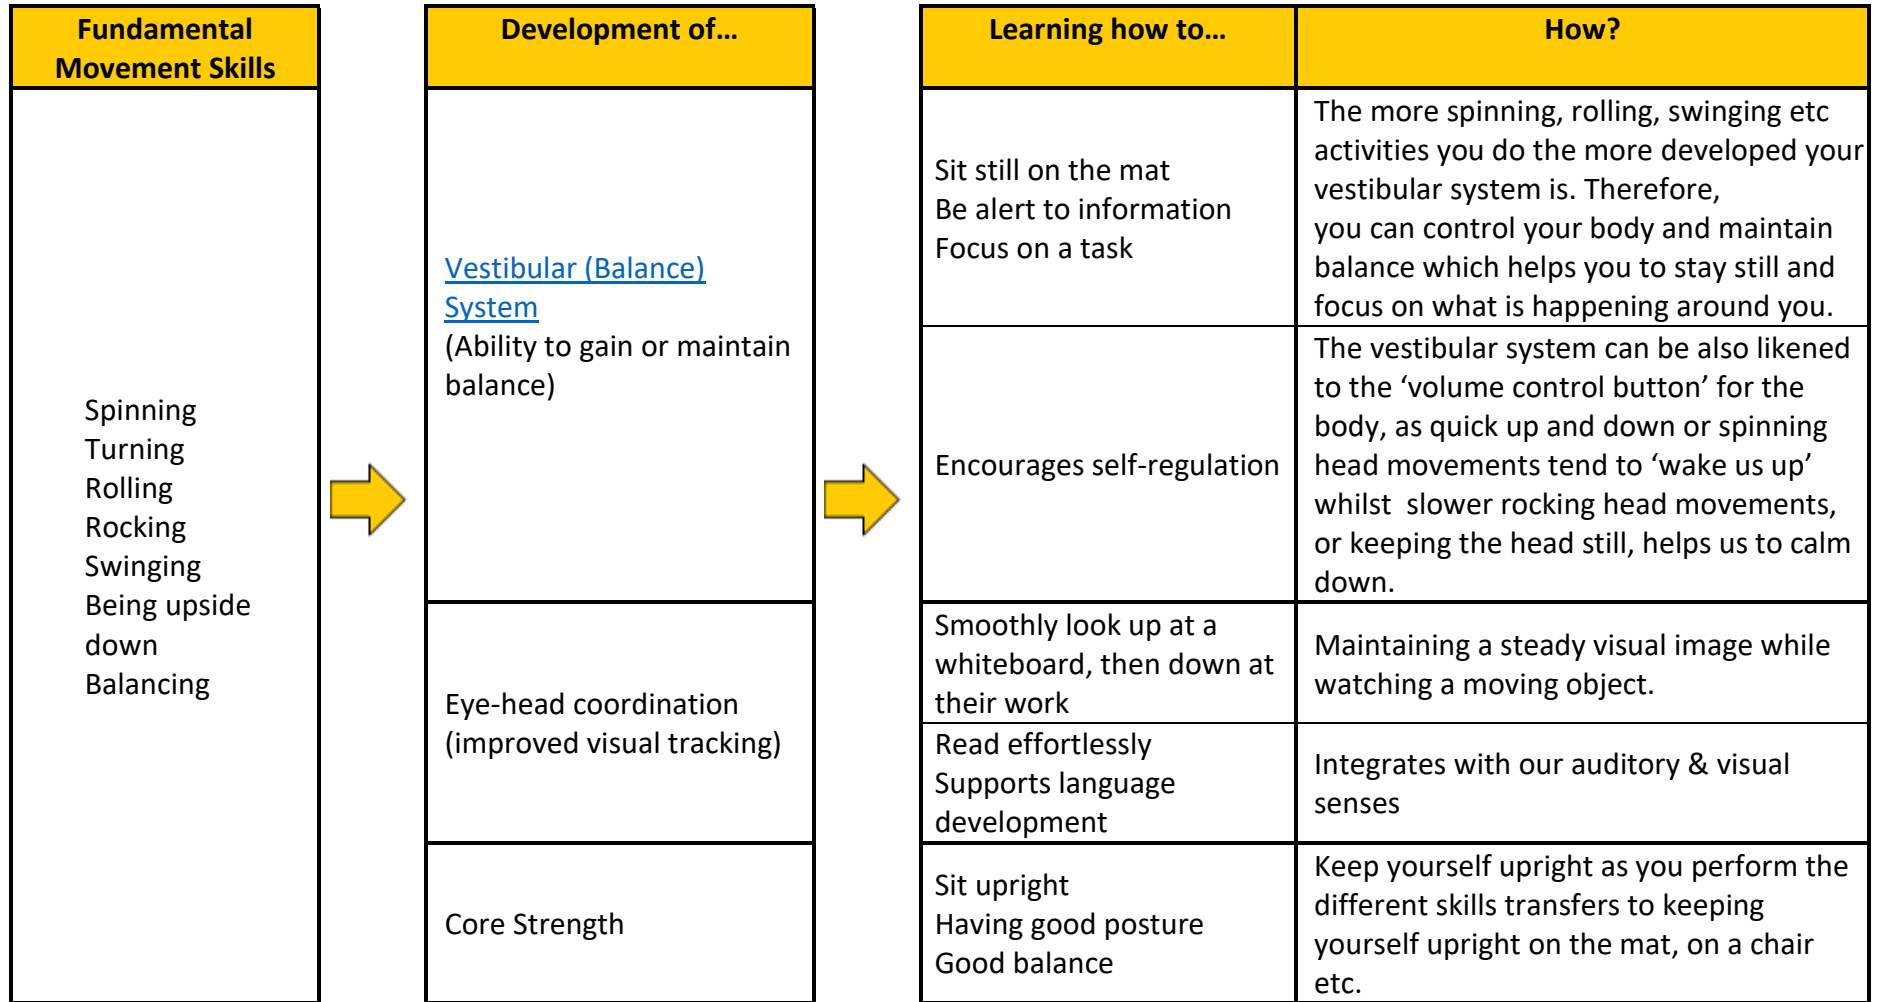 Fundamental
Movement Skills
Development of…
Learning how to…
How?
Spinning
Turning
Rolling
Rocking
Swinging
Being upside
down
Balancing
Vestibular (Balance)
System
(Ability to gain or maintain
balance)
Sit still on the mat
Be alert to information
Focus on a task
The more spinning, rolling, swinging etc
activities you do the more developed your
vestibular system is. Therefore,
you can control your body and maintain
balance which helps you to stay still and
focus on what is happening around you.
Encourages self-regulation
The vestibular system can be also likened
to the ‘volume control button’ for the
body, as quick up and down or spinning
head movements tend to ‘wake us up’
whilst  slower rocking head movements,
or keeping the head still, helps us to calm
down.
Eye-head coordination
(improved visual tracking)
Smoothly look up at a
whiteboard, then down at
their work
Maintaining a steady visual image while
watching a moving object.
Read effortlessly
Supports language
development
Integrates with our auditory & visual
senses
Core Strength
Sit upright
Having good posture
Good balance
Keep yourself upright as you perform the
different skills transfers to keeping
yourself upright on the mat, on a chair
etc.